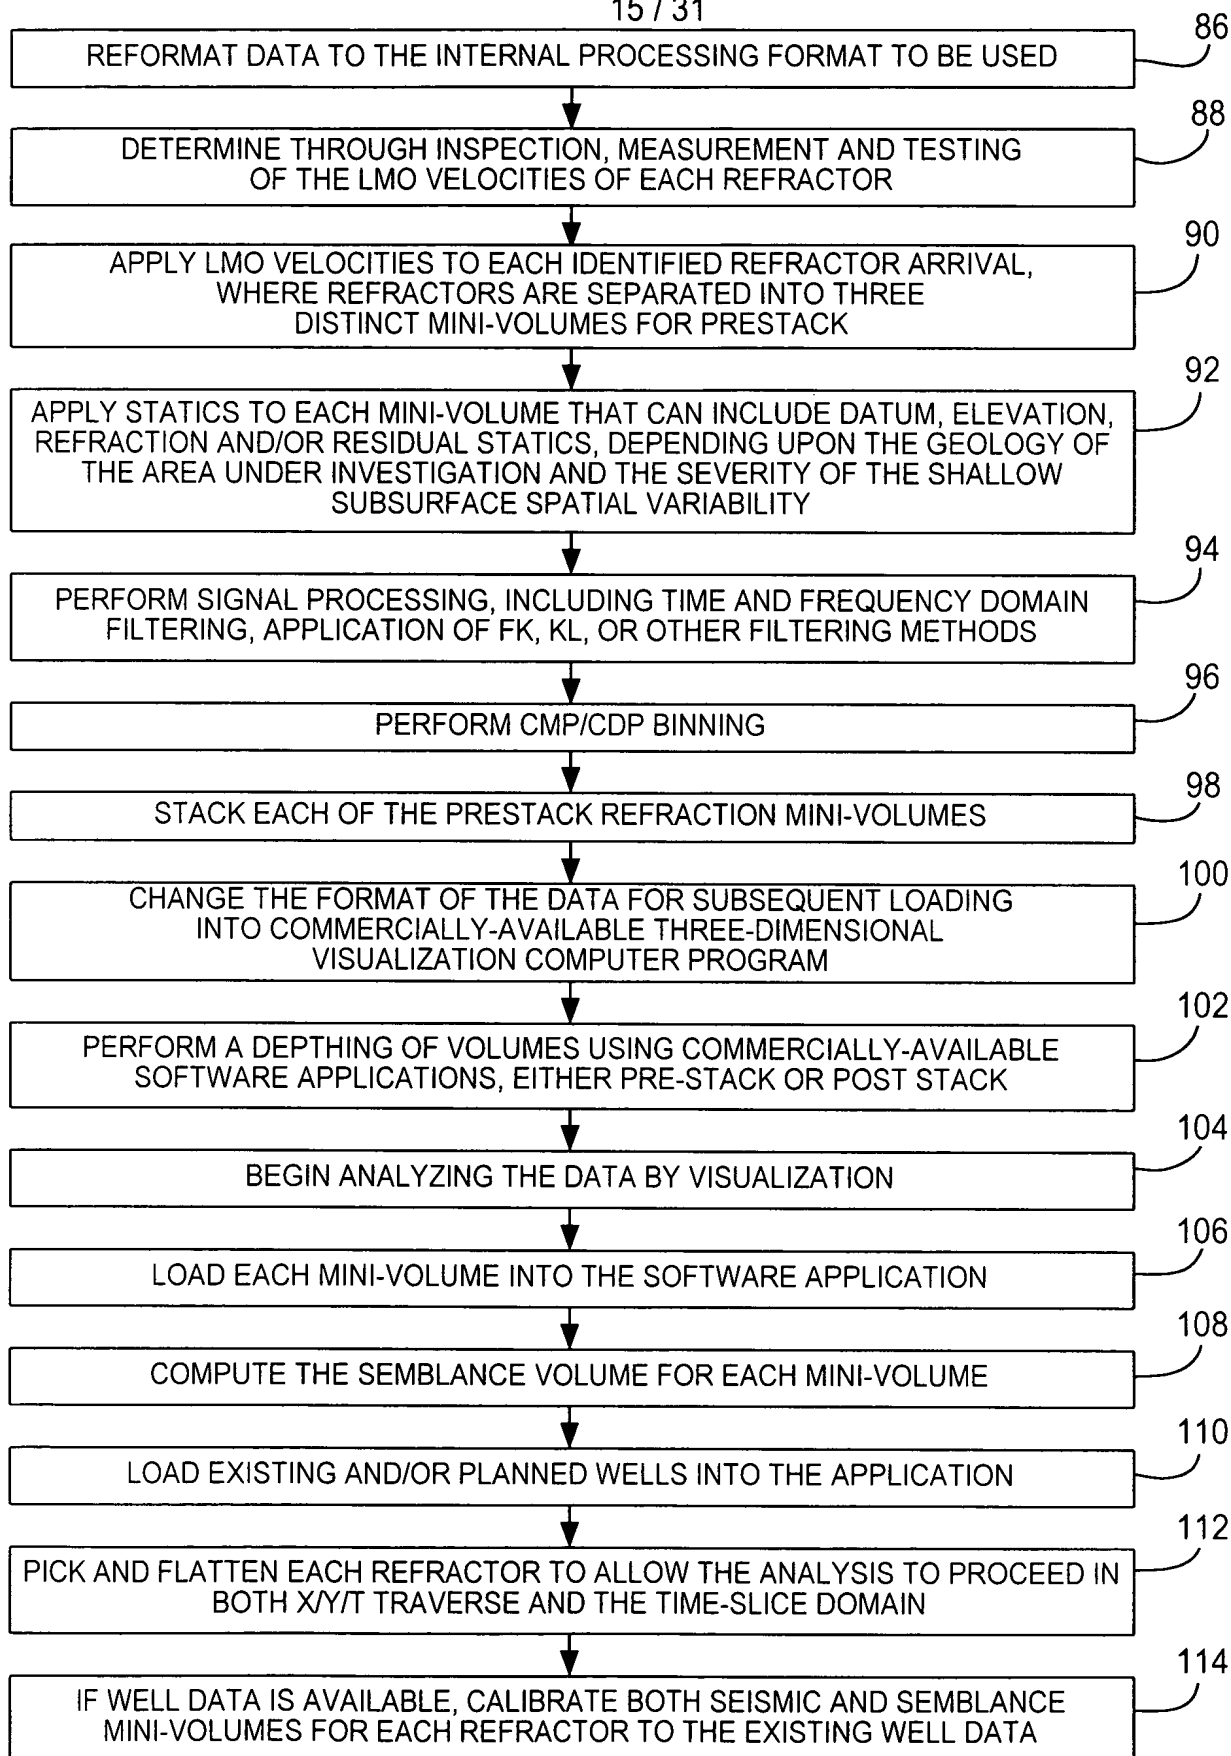 15 / 31
86
REFORMAT DATA TO THE INTERNAL PROCESSING FORMAT TO BE USED
88
DETERMINE THROUGH INSPECTION, MEASUREMENT AND TESTING
OF THE LMO VELOCITIES OF EACH REFRACTOR
90
APPLY LMO VELOCITIES TO EACH IDENTIFIED REFRACTOR ARRIVAL,
WHERE REFRACTORS ARE SEPARATED INTO THREE
DISTINCT MINI-VOLUMES FOR PRESTACK
92
APPLY STATICS TO EACH MINI-VOLUME THAT CAN INCLUDE DATUM, ELEVATION,
REFRACTION AND/OR RESIDUAL STATICS, DEPENDING UPON THE GEOLOGY OF
THE AREA UNDER INVESTIGATION AND THE SEVERITY OF THE SHALLOW
SUBSURFACE SPATIAL VARIABILITY
94
PERFORM SIGNAL PROCESSING, INCLUDING TIME AND FREQUENCY DOMAIN
FILTERING, APPLICATION OF FK, KL, OR OTHER FILTERING METHODS
96
PERFORM CMP/CDP BINNING
98
STACK EACH OF THE PRESTACK REFRACTION MINI-VOLUMES
100
CHANGE THE FORMAT OF THE DATA FOR SUBSEQUENT LOADING
INTO COMMERCIALLY-AVAILABLE THREE-DIMENSIONAL
VISUALIZATION COMPUTER PROGRAM
102
PERFORM A DEPTHING OF VOLUMES USING COMMERCIALLY-AVAILABLE
SOFTWARE APPLICATIONS, EITHER PRE-STACK OR POST STACK
104
BEGIN ANALYZING THE DATA BY VISUALIZATION
106
LOAD EACH MINI-VOLUME INTO THE SOFTWARE APPLICATION
108
COMPUTE THE SEMBLANCE VOLUME FOR EACH MINI-VOLUME
110
LOAD EXISTING AND/OR PLANNED WELLS INTO THE APPLICATION
112
PICK AND FLATTEN EACH REFRACTOR TO ALLOW THE ANALYSIS TO PROCEED IN
BOTH X/Y/T TRAVERSE AND THE TIME-SLICE DOMAIN
114
IF WELL DATA IS AVAILABLE, CALIBRATE BOTH SEISMIC AND SEMBLANCE
MINI-VOLUMES FOR EACH REFRACTOR TO THE EXISTING WELL DATA